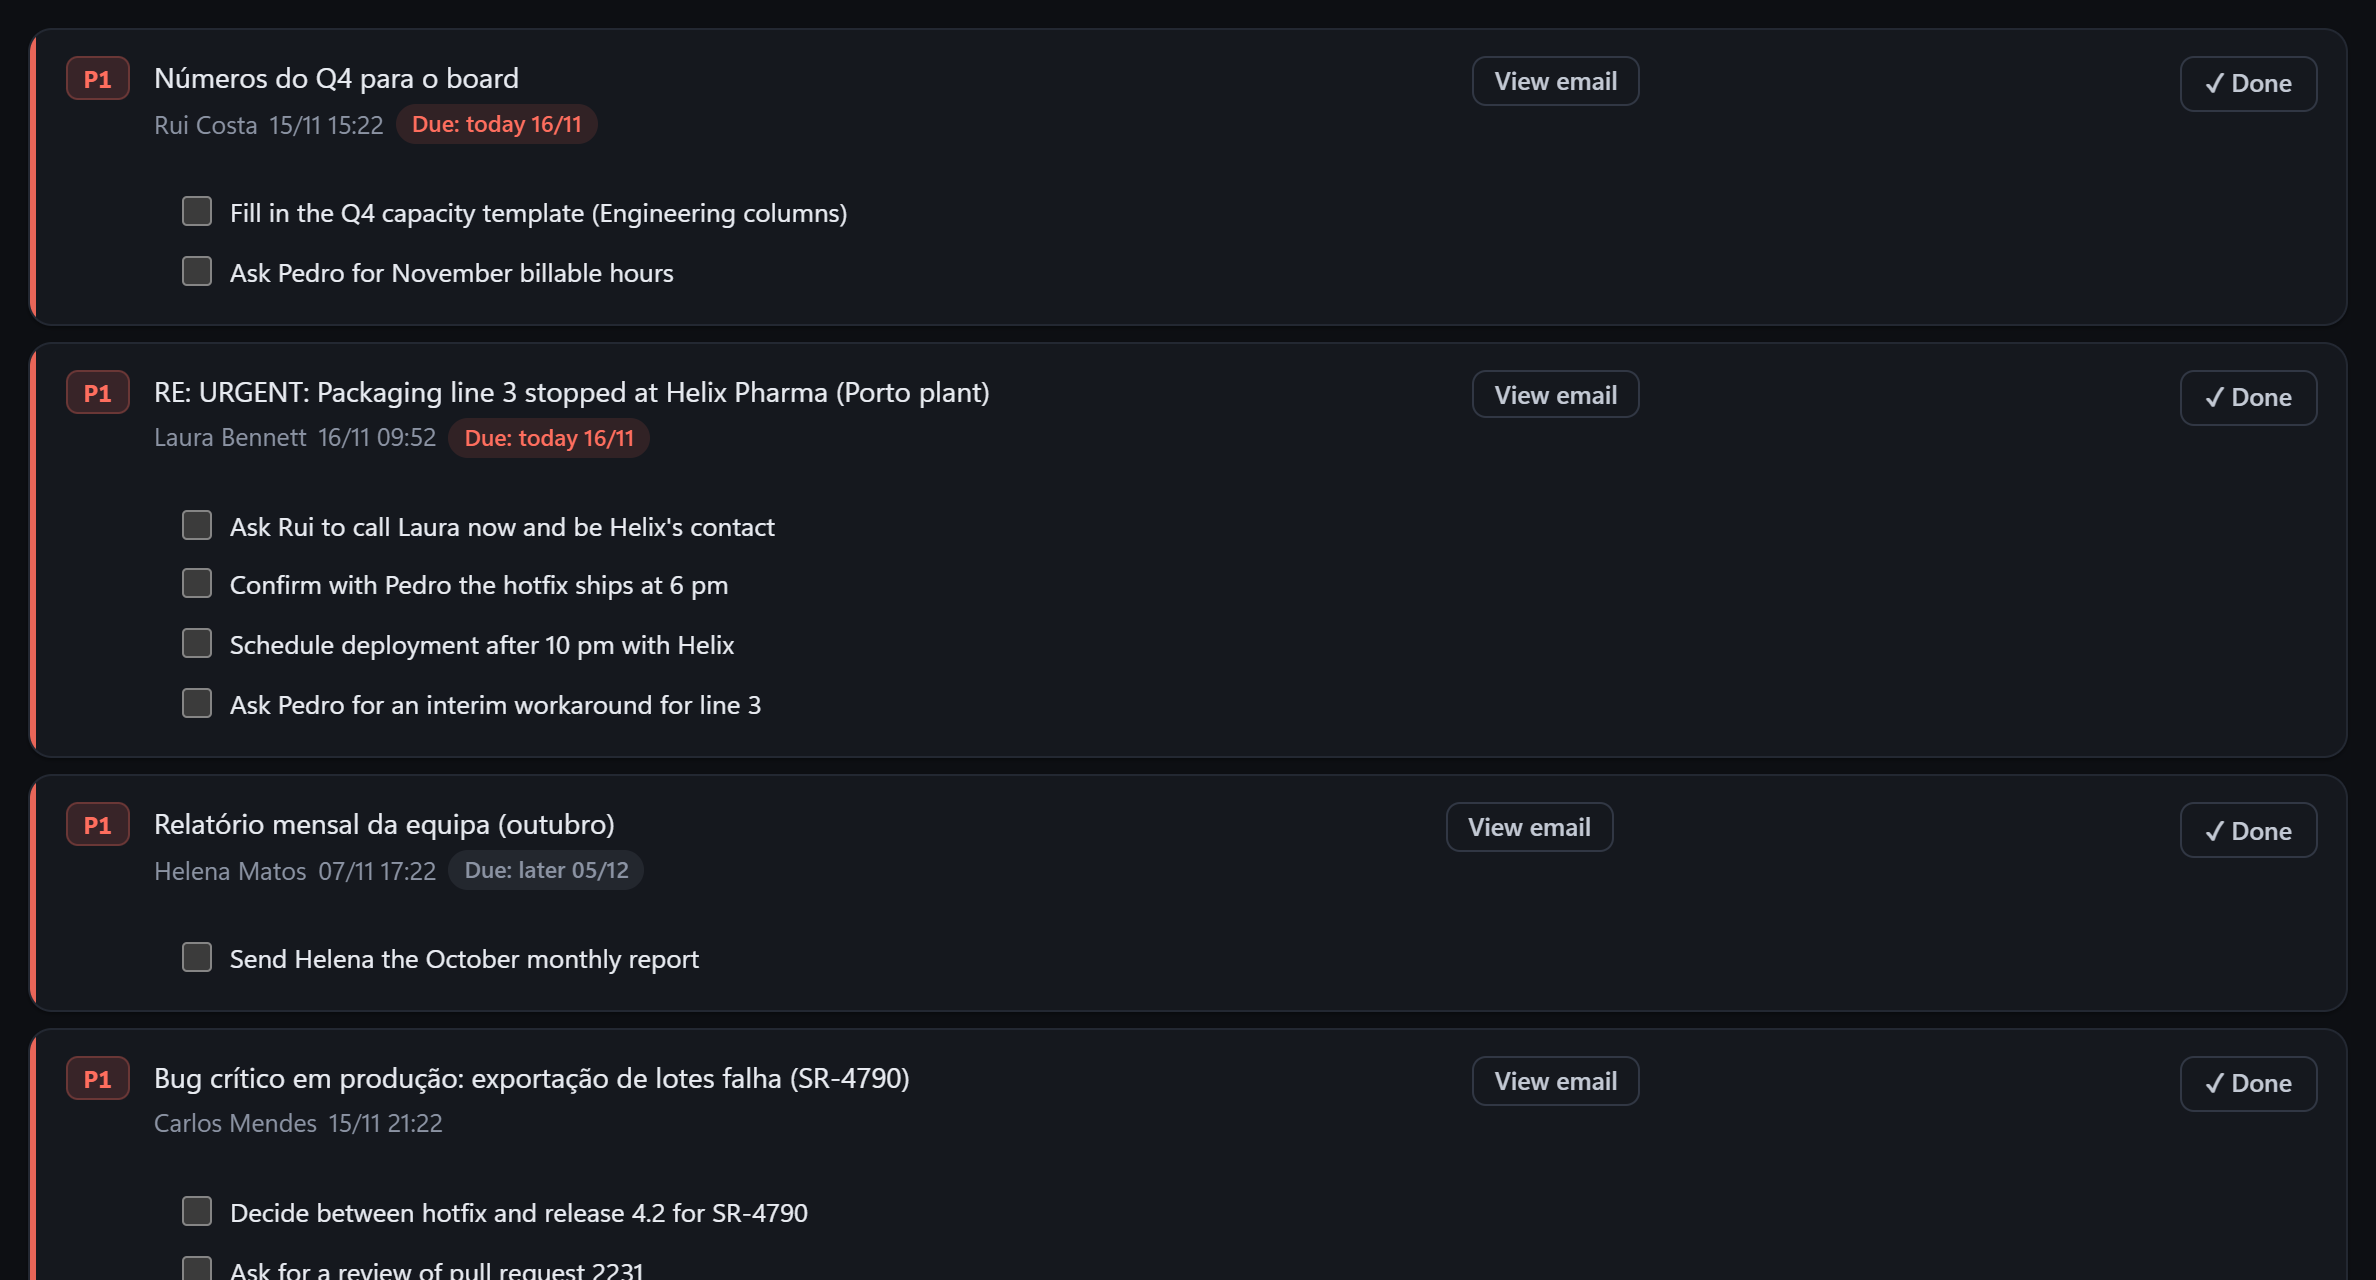 P1 Números do Q4 para o board View email ✓ Done
Rui Costa 15/11 15:22 Due: today 16/11
Fill in the Q4 capacity template (Engineering columns)
Ask Pedro for November billable hours
P1 RE: URGENT: Packaging line 3 stopped at Helix Pharma (Porto plant) View email ✓ Done
Laura Bennett 16/11 09:52 Due: today 16/11
Ask Rui to call Laura now and be Helix's contact
Confirm with Pedro the hotfix ships at 6 pm
Schedule deployment after 10 pm with Helix
Ask Pedro for an interim workaround for line 3
P1 Relatório mensal da equipa (outubro) View email ✓ Done
Helena Matos 07/11 17:22 Due: later 05/12
Send Helena the October monthly report
P1 Bug crítico em produção: exportação de lotes falha (SR-4790) View email ✓ Done
Carlos Mendes 15/11 21:22
Decide between hotfix and release 4.2 for SR-4790
Ask for a review of pull request 2231